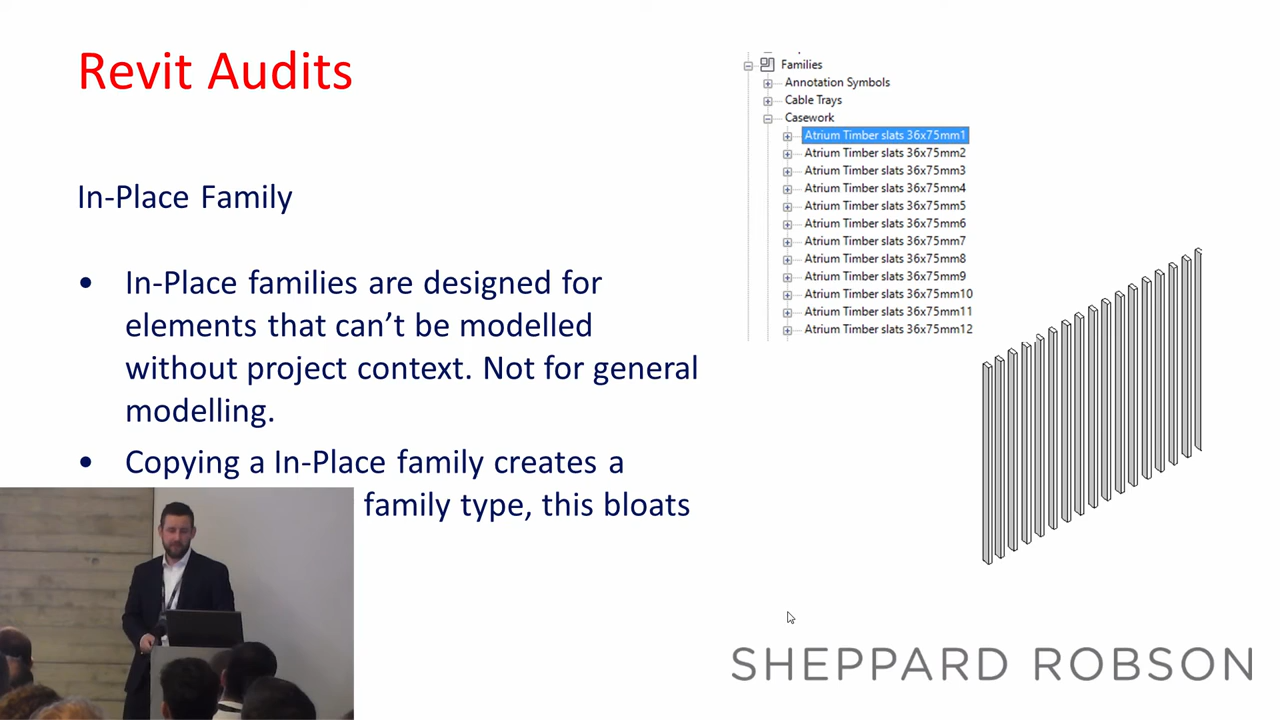 Revit Audits
In-Place Family
• In-Place families are designed for
elements that can’t be modelled
without project context. Not for general
modelling.
• Copying a In-Place family creates a
family type, this bloats
Families
Annotation Symbols
Cable Trays
Casework
Atrium Timber slats 36x75mm1
Atrium Timber slats 36x75mm2
Atrium Timber slats 36x75mm3
Atrium Timber slats 36x75mm4
Atrium Timber slats 36x75mm5
Atrium Timber slats 36x75mm6
Atrium Timber slats 36x75mm7
Atrium Timber slats 36x75mm8
Atrium Timber slats 36x75mm9
Atrium Timber slats 36x75mm10
Atrium Timber slats 36x75mm11
Atrium Timber slats 36x75mm12
SHEPPARD ROBSON